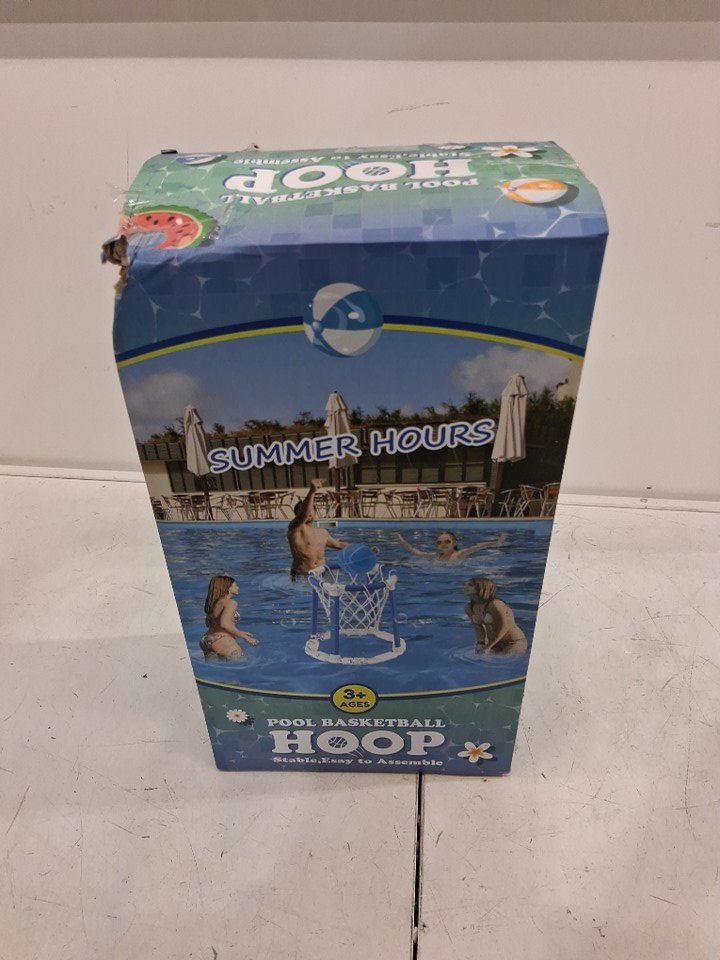 Stable,Esay to Assemble
HOOP
POOL BASKETBALL
SUMMER HOURS
3+
AGES
POOL BASKETBALL
HOOP
Stable,Esay to Assemble